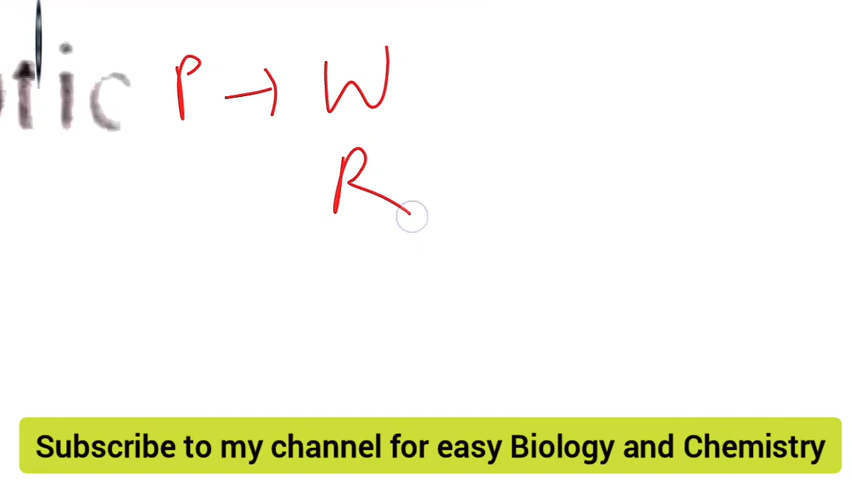 tic P → W
R
Subscribe to my channel for easy Biology and Chemistry